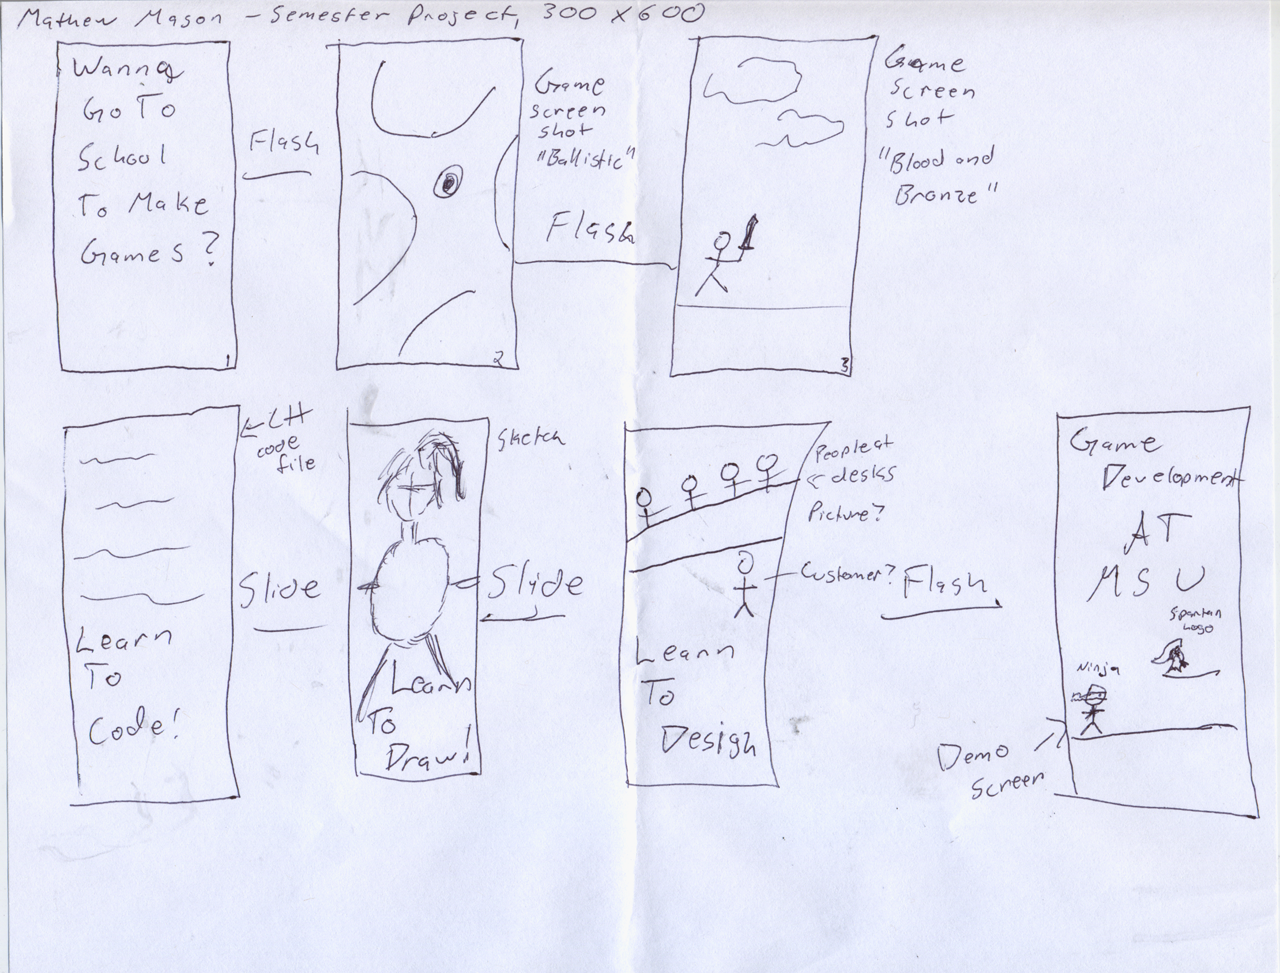 Mathew Mason - Semester Project, 300 x 600
Wanna
Go To
School
To Make
Games?
1
Flash
2
Game
screen
shot
"Ballistic"
Flash
3
Game
Screen
Shot
"Blood and
Bronze"
code
file
Learn
To
Code!
Slide
Sketch
Learn
To
Draw!
Slide
People at
desks
Picture?
Customer?
Learn
To
Design
Flash
Game
Development
AT
MSU
Spartan
Logo
Ninja
Demo
Screen